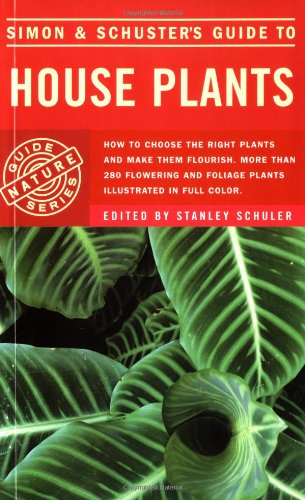 SIMON & SCHUSTER'S GUIDE TO
HOUSE PLANTS
GUIDE
NATURE
SERIES
HOW TO CHOOSE THE RIGHT PLANTS
AND MAKE THEM FLOURISH. MORE THAN
280 FLOWERING AND FOLIAGE PLANTS
ILLUSTRATED IN FULL COLOR.
EDITED BY STANLEY SCHULER